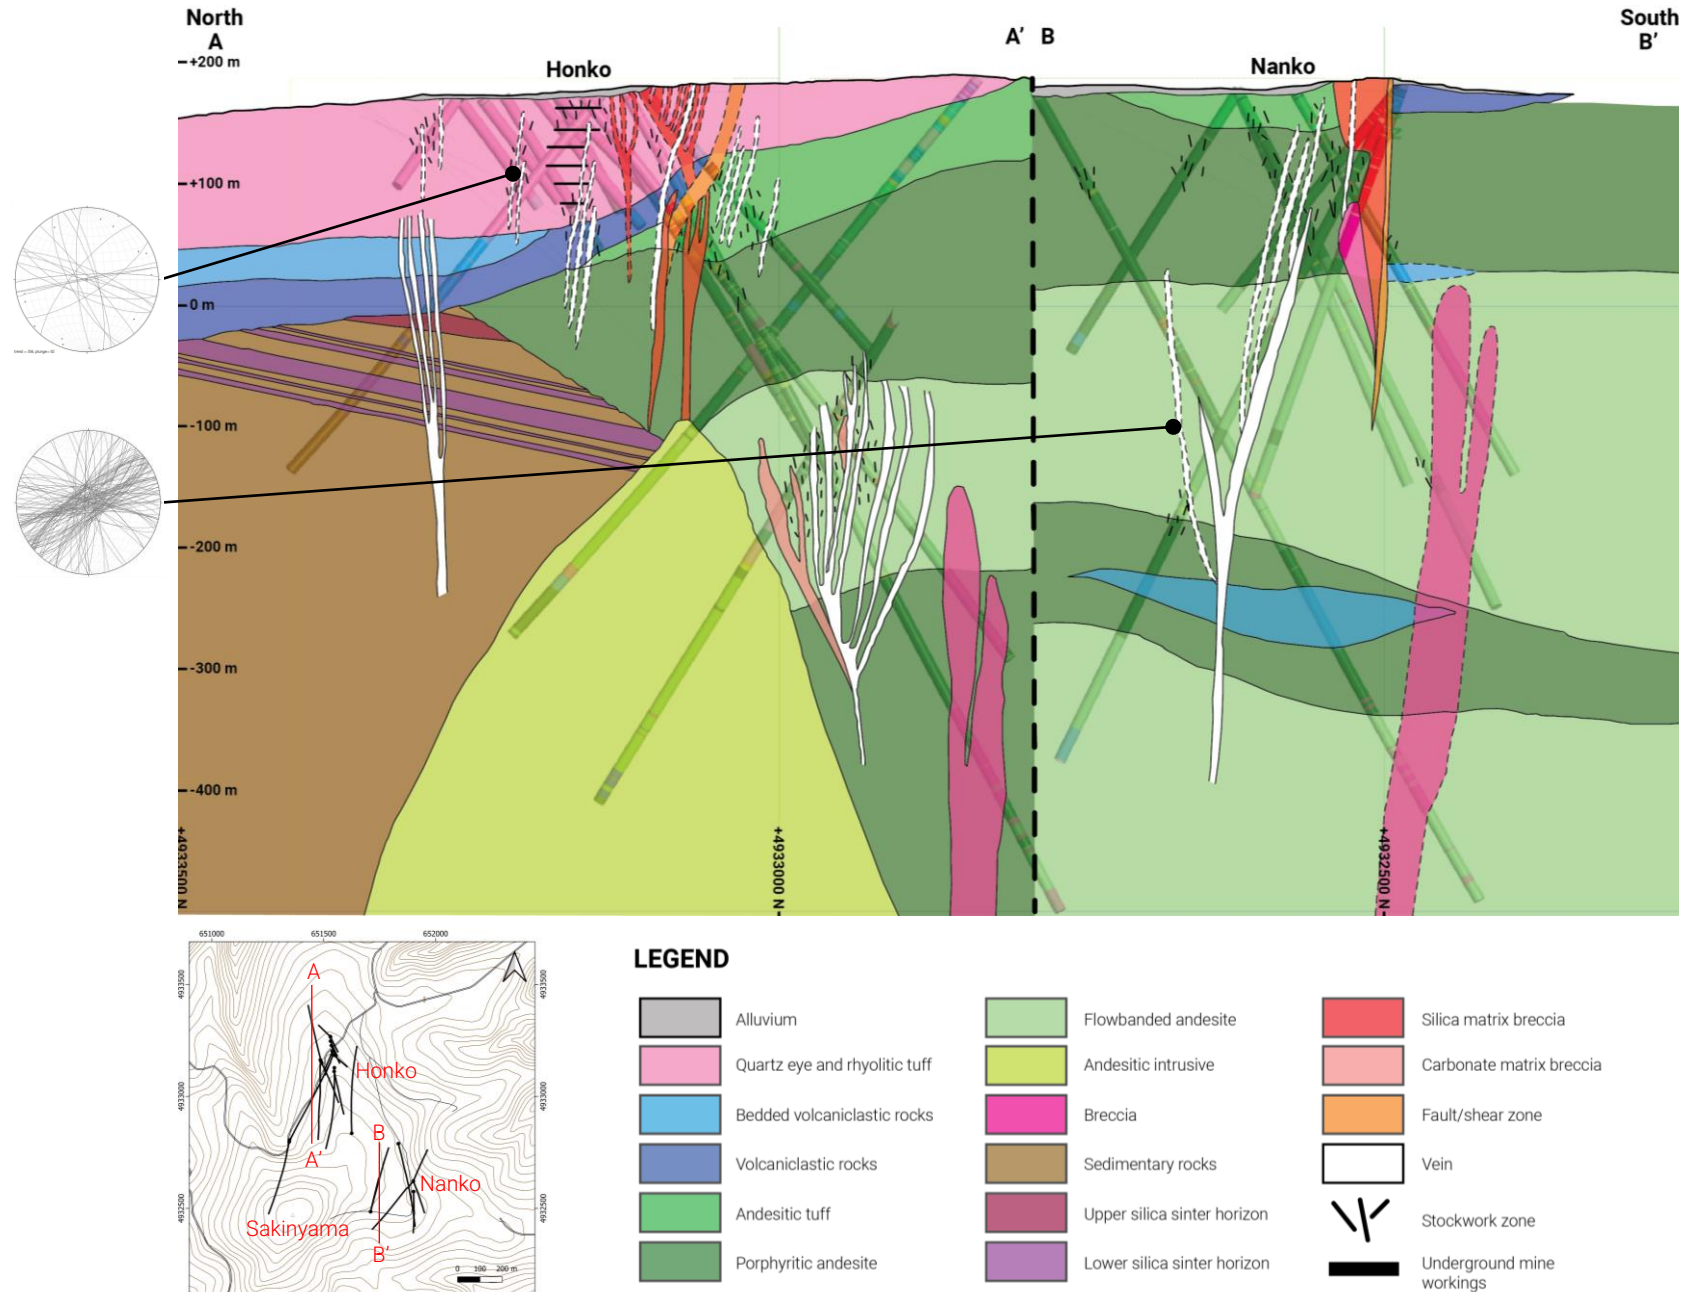 North
A
A’ B
South
B’
Honko
Nanko
+200 m
+100 m
0 m
-100 m
-200 m
-300 m
-400 m
+4933500 N
+4933000 N
+4932500 N
651000
651500
652000
4933500
4933000
4932500
4933500
4933000
4932500
A
Honko
A’
B
Nanko
Sakinyama
B’
0 100 200 m
LEGEND
Alluvium
Quartz eye and rhyolitic tuff
Bedded volcaniclastic rocks
Volcaniclastic rocks
Andesitic tuff
Porphyritic andesite
Flowbanded andesite
Andesitic intrusive
Breccia
Sedimentary rocks
Upper silica sinter horizon
Lower silica sinter horizon
Silica matrix breccia
Carbonate matrix breccia
Fault/shear zone
Vein
Stockwork zone
Underground mine
workings